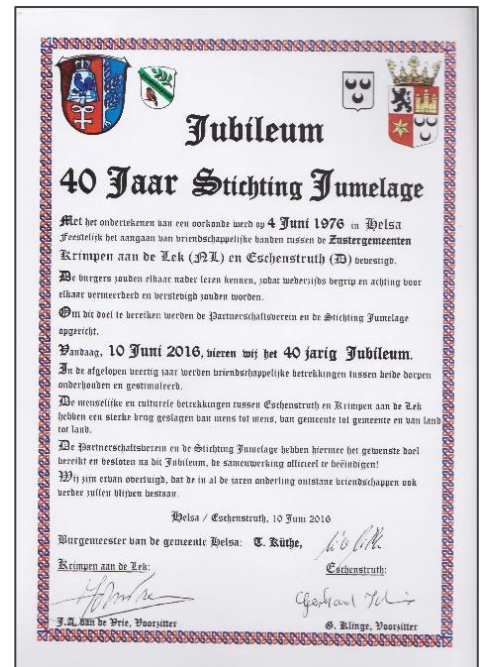 Jubileum
40 Jaar Stichting Jumelage
Met het ondertekenen van een oorkonde werd op 4 Juni 1976 in Helsa
Feestelijk het aangaan van vriendschappelijke banden tussen de Zustergemeenten
Krimpen aan de Lek (NL) en Eschenstruth (D) bevestigd.
De burgers zouden elkaar nader leren kennen, zodat wederzijds begrip en achting voor
elkaar vermeerderd en verstevigd zouden worden.
Om dit doel te bereiken werden de Partnerschaftsverein en de Stichting Jumelage
opgericht.
Vandaag, 10 Juni 2016, vieren wij het 40 jarig Jubileum.
In de afgelopen veertig jaar werden vriendschappelijke betrekkingen tussen beide dorpen
onderhouden en gestimuleerd.
De menselijke en culturele betrekkingen tussen Eschenstruth en Krimpen aan de Lek
hebben een sterke brug geslagen van mens tot mens, van gemeente tot gemeente en van land
tot land.
De Partnerschaftsverein en de Stichting Jumelage hebben hiermee het gewenste doel
bereikt en besloten na dit Jubileum, de samenwerking officieel te beëindigen!
Wij zijn ervan overtuigd, dat de in al de jaren onderling ontstane vriendschappen ook
verder zullen blijven bestaan.
Helsa / Eschenstruth, 10 Juni 2016
Burgemeester van de gemeente Helsa: T. Küthe,
Krimpen aan de Lek: Eschenstruth:
Gerhard
J.A. van de Vrie, Voorzitter G. Klinge, Voorzitter